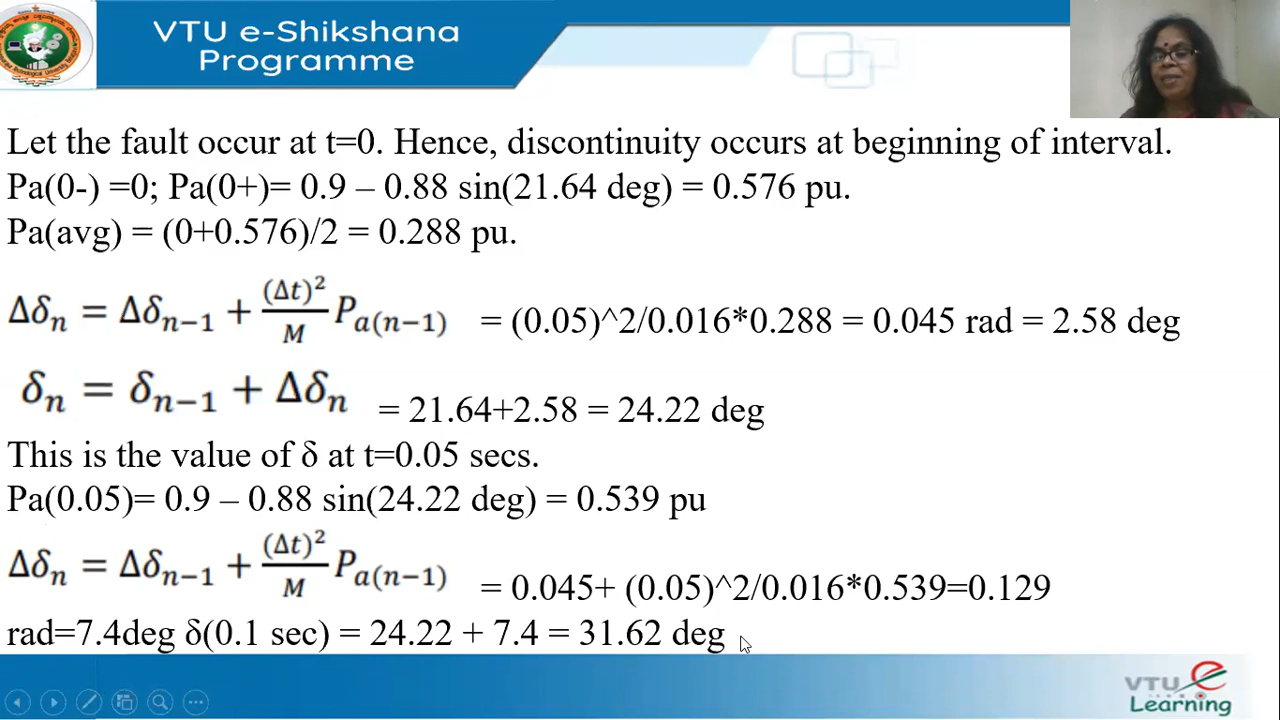 VTU e-Shikshana
Programme
Let the fault occur at t=0. Hence, discontinuity occurs at beginning of interval.
Pa(0-) =0; Pa(0+)= 0.9 – 0.88 sin(21.64 deg) = 0.576 pu.
Pa(avg) = (0+0.576)/2 = 0.288 pu.
Δδₙ = Δδₙ₋₁ + (Δt)²/M Pₐ₍ₙ₋₁₎ = (0.05)^2/0.016*0.288 = 0.045 rad = 2.58 deg
δₙ = δₙ₋₁ + Δδₙ = 21.64+2.58 = 24.22 deg
This is the value of δ at t=0.05 secs.
Pa(0.05)= 0.9 – 0.88 sin(24.22 deg) = 0.539 pu
Δδₙ = Δδₙ₋₁ + (Δt)²/M Pₐ₍ₙ₋₁₎ = 0.045+ (0.05)^2/0.016*0.539=0.129
rad=7.4deg δ(0.1 sec) = 24.22 + 7.4 = 31.62 deg
VTU e
Learning